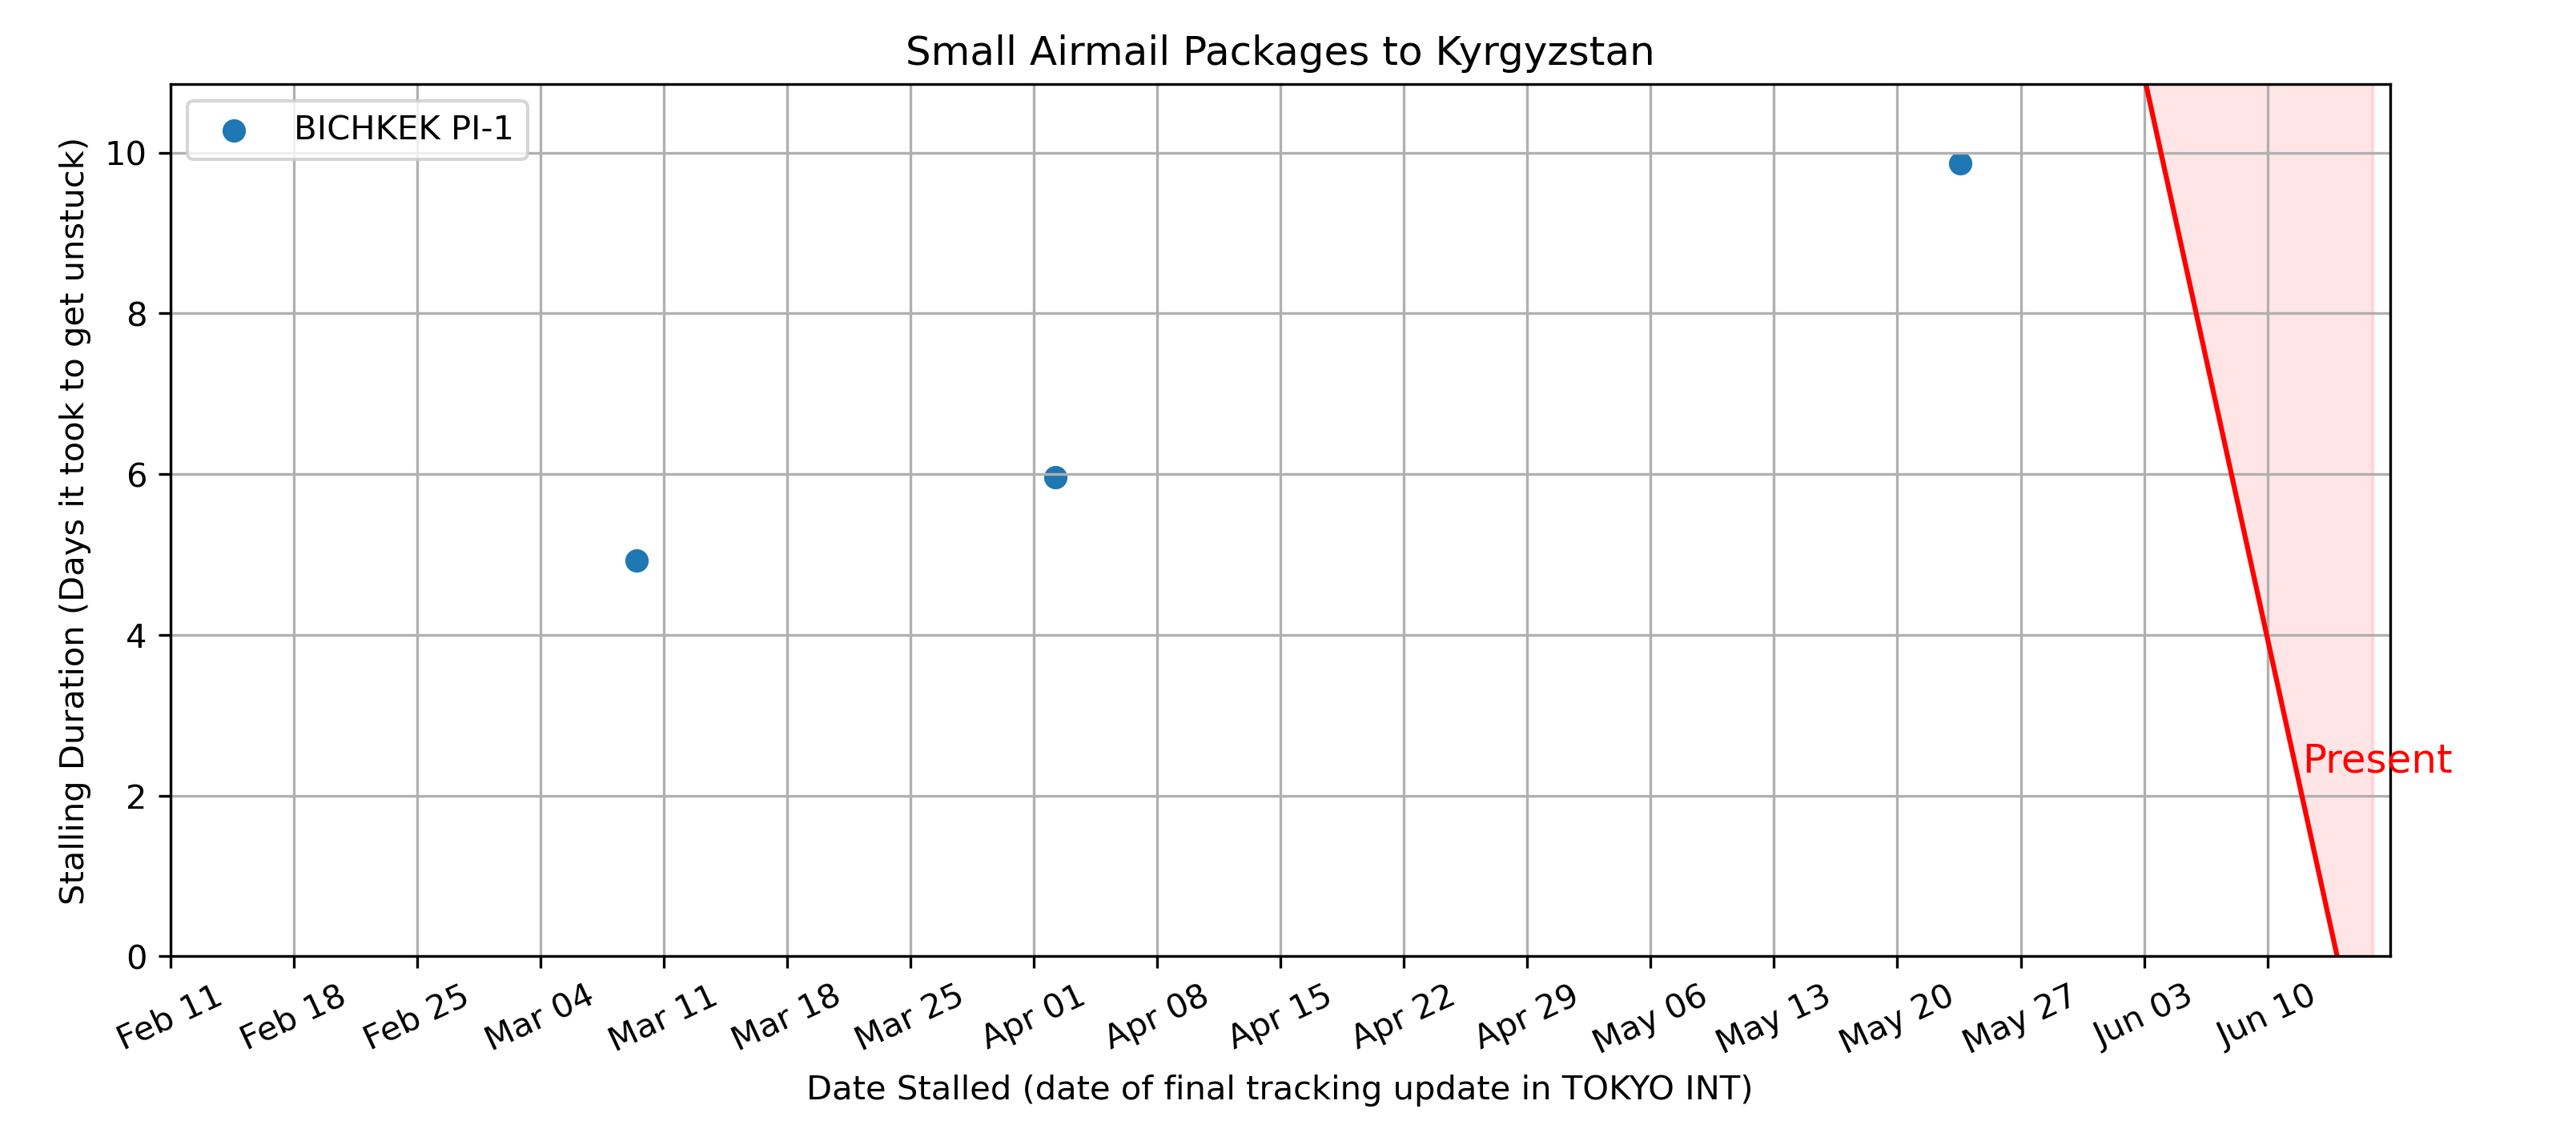 Small Airmail Packages to Kyrgyzstan
BICHKEK PI-1
Stalling Duration (Days it took to get unstuck)
10
8
6
4
2
0
Present
Feb 11
Feb 18
Feb 25
Mar 04
Mar 11
Mar 18
Mar 25
Apr 01
Apr 08
Apr 15
Apr 22
Apr 29
May 06
May 13
May 20
May 27
Jun 03
Jun 10
Date Stalled (date of final tracking update in TOKYO INT)